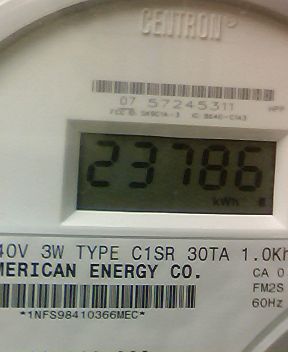 CENTRON
07 57245311
23786
kWh
40V 3W TYPE C1SR 30TA 1.0Kh
MERICAN ENERGY CO.
CA 0
FM2S
60Hz
*1NFS98410366MEC*